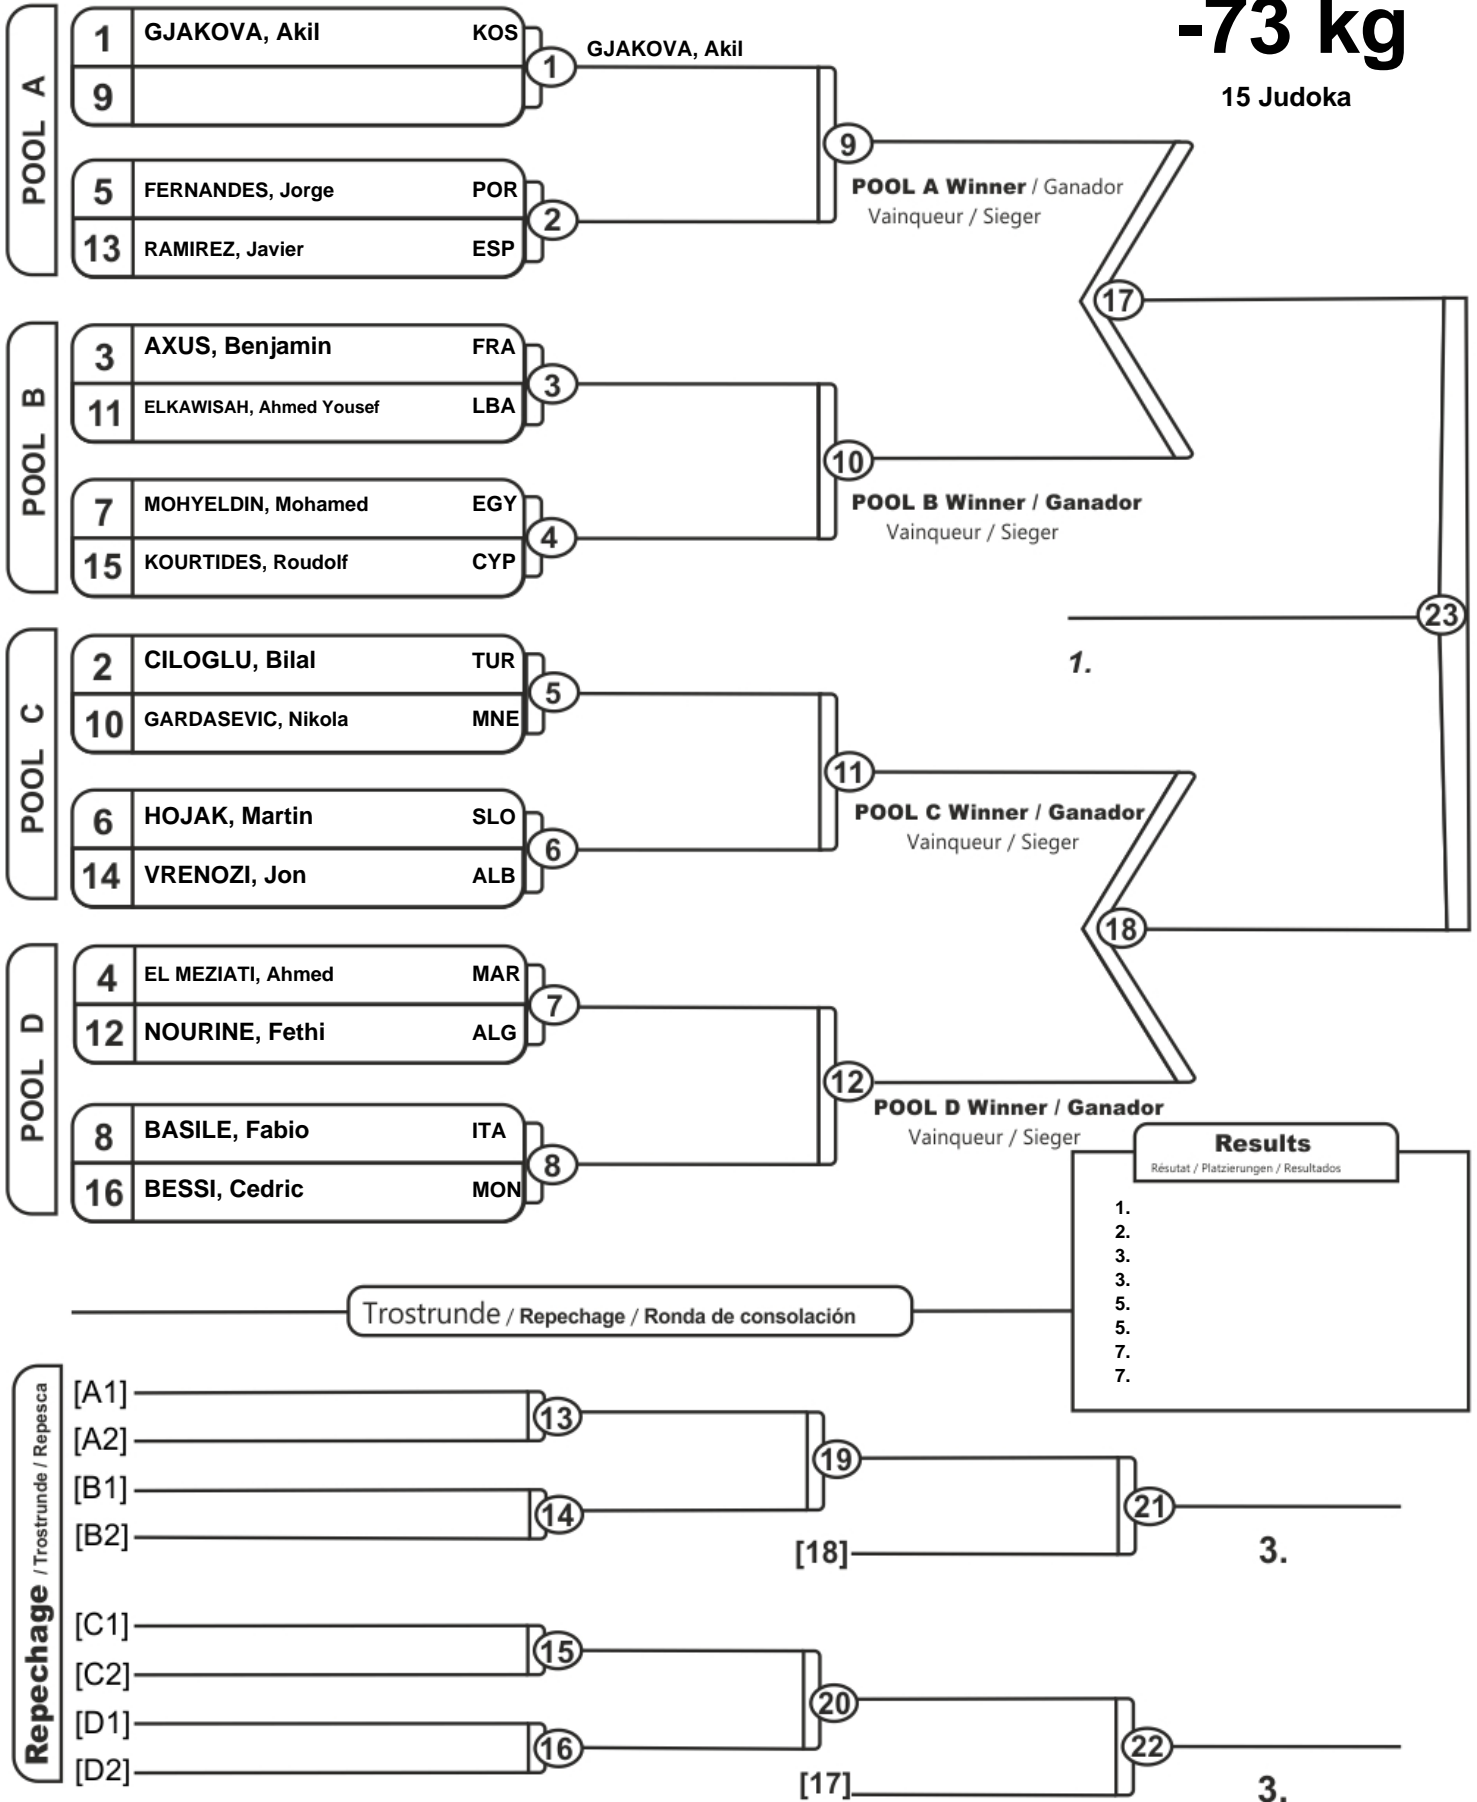 -73 kg
15 Judoka
POOL A
1 GJAKOVA, Akil KOS
9
1
GJAKOVA, Akil
5 FERNANDES, Jorge POR
13 RAMIREZ, Javier ESP
2
9
POOL A Winner / Ganador
Vainqueur / Sieger
POOL B
3 AXUS, Benjamin FRA
11 ELKAWISAH, Ahmed Yousef LBA
3
7 MOHYELDIN, Mohamed EGY
15 KOURTIDES, Roudolf CYP
4
10
POOL B Winner / Ganador
Vainqueur / Sieger
17
23
1.
POOL C
2 CILOGLU, Bilal TUR
10 GARDASEVIC, Nikola MNE
5
6 HOJAK, Martin SLO
14 VRENOZI, Jon ALB
6
11
POOL C Winner / Ganador
Vainqueur / Sieger
18
POOL D
4 EL MEZIATI, Ahmed MAR
12 NOURINE, Fethi ALG
7
8 BASILE, Fabio ITA
16 BESSI, Cedric MON
8
12
POOL D Winner / Ganador
Vainqueur / Sieger
Results
Résutat / Platzierungen / Resultados
1.
2.
3.
3.
5.
5.
7.
7.
Trostrunde / Repechage / Ronda de consolación
Repechage / Trostrunde / Repesca
[A1]
[A2]
13
[B1]
[B2]
14
19
[18]
21
3.
[C1]
[C2]
15
[D1]
[D2]
16
20
[17]
22
3.